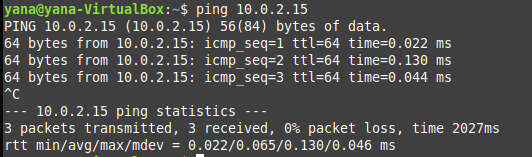 yana@yana-VirtualBox:~$ ping 10.0.2.15
PING 10.0.2.15 (10.0.2.15) 56(84) bytes of data.
64 bytes from 10.0.2.15: icmp_seq=1 ttl=64 time=0.022 ms
64 bytes from 10.0.2.15: icmp_seq=2 ttl=64 time=0.130 ms
64 bytes from 10.0.2.15: icmp_seq=3 ttl=64 time=0.044 ms
^C
--- 10.0.2.15 ping statistics ---
3 packets transmitted, 3 received, 0% packet loss, time 2027ms
rtt min/avg/max/mdev = 0.022/0.065/0.130/0.046 ms